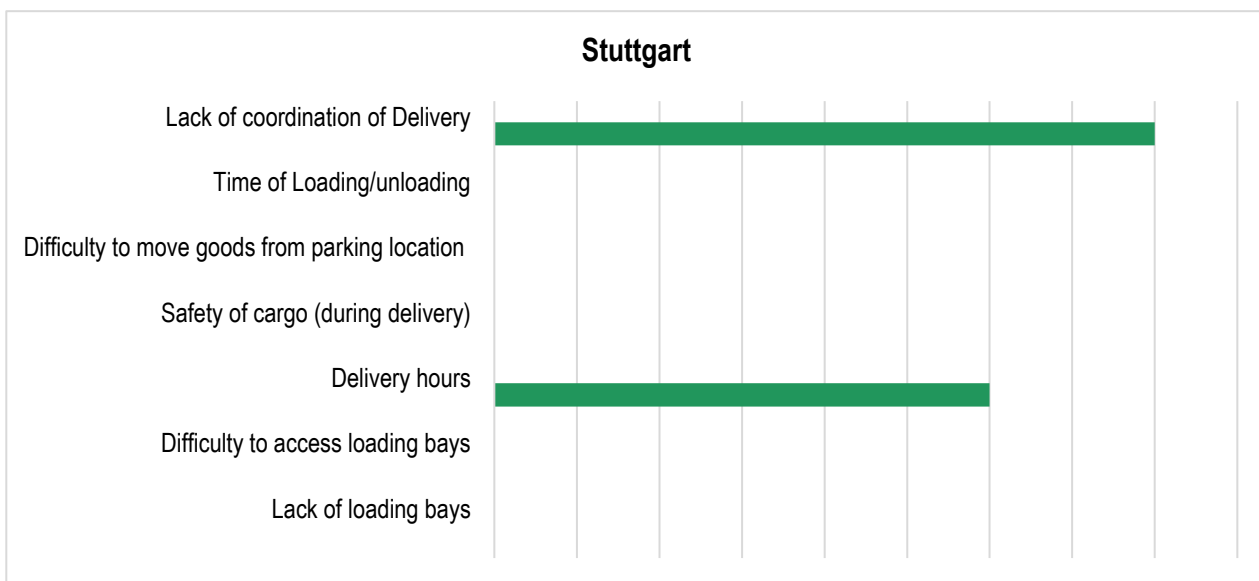 Stuttgart
Lack of coordination of Delivery
Time of Loading/unloading
Difficulty to move goods from parking location
Safety of cargo (during delivery)
Delivery hours
Difficulty to access loading bays
Lack of loading bays